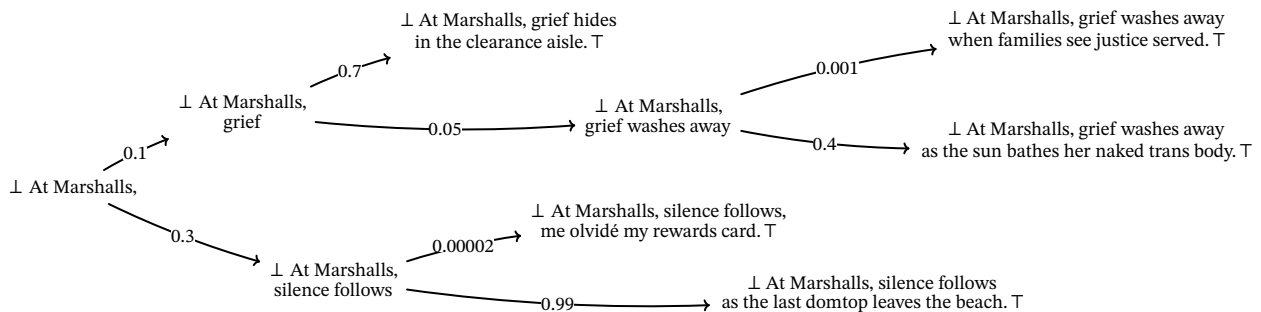 ⊥ At Marshalls, grief hides
in the clearance aisle. ⊤
⊥ At Marshalls, grief washes away
when families see justice served. ⊤
0.7
0.001
⊥ At Marshalls,
grief
⊥ At Marshalls,
grief washes away
0.05
0.1
0.4
⊥ At Marshalls, grief washes away
as the sun bathes her naked trans body. ⊤
⊥ At Marshalls,
0.3
⊥ At Marshalls, silence follows,
me olvidé my rewards card. ⊤
0.00002
⊥ At Marshalls,
silence follows
0.99
⊥ At Marshalls, silence follows
as the last domtop leaves the beach. ⊤